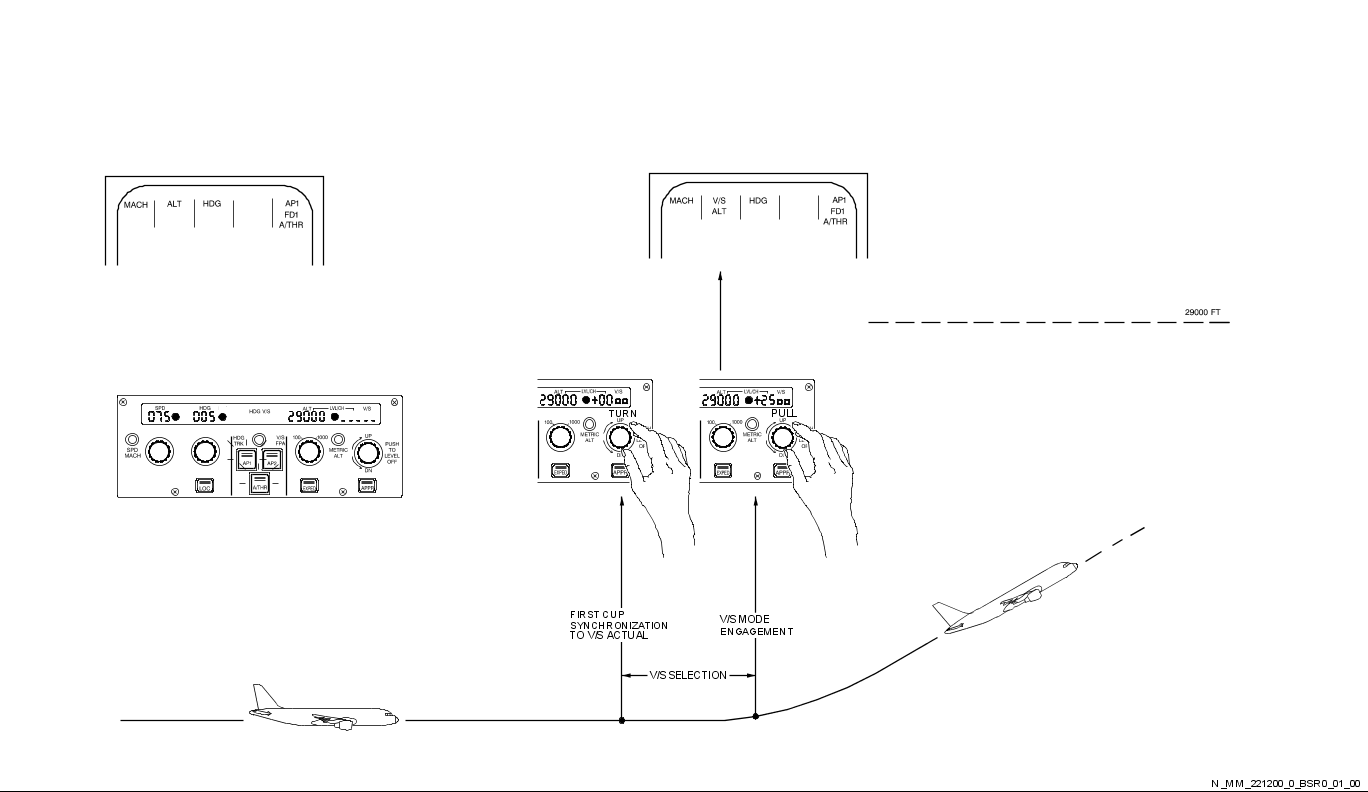 MACH ALT HDG AP1
FD1
A/THR
MACH V/S HDG AP1
ALT FD1
A/THR
29000 FT
SPD HDG HDG V/S ALT LVL/CH V/S
075 005 29000 -----
SPD
MACH
HDG
TRK
V/S
FPA
100 1000
METRIC
ALT
UP
DN
PUSH
TO
LEVEL
OFF
AP1 AP2
LOC A/THR EXPED APPR
ALT LVL/CH V/S
29000 +00oo
TURN
100 1000
METRIC
ALT
UP
EXPED APPR
ALT LVL/CH V/S
29000 +25oo
PULL
100 1000
METRIC
ALT
UP
EXPED APPR
FIRST CUP
SYNCHRONIZATION
TO V/S ACTUAL
V/S MODE
ENGAGEMENT
V/S SELECTION
N_MM_221200_0_BSR0_01_00